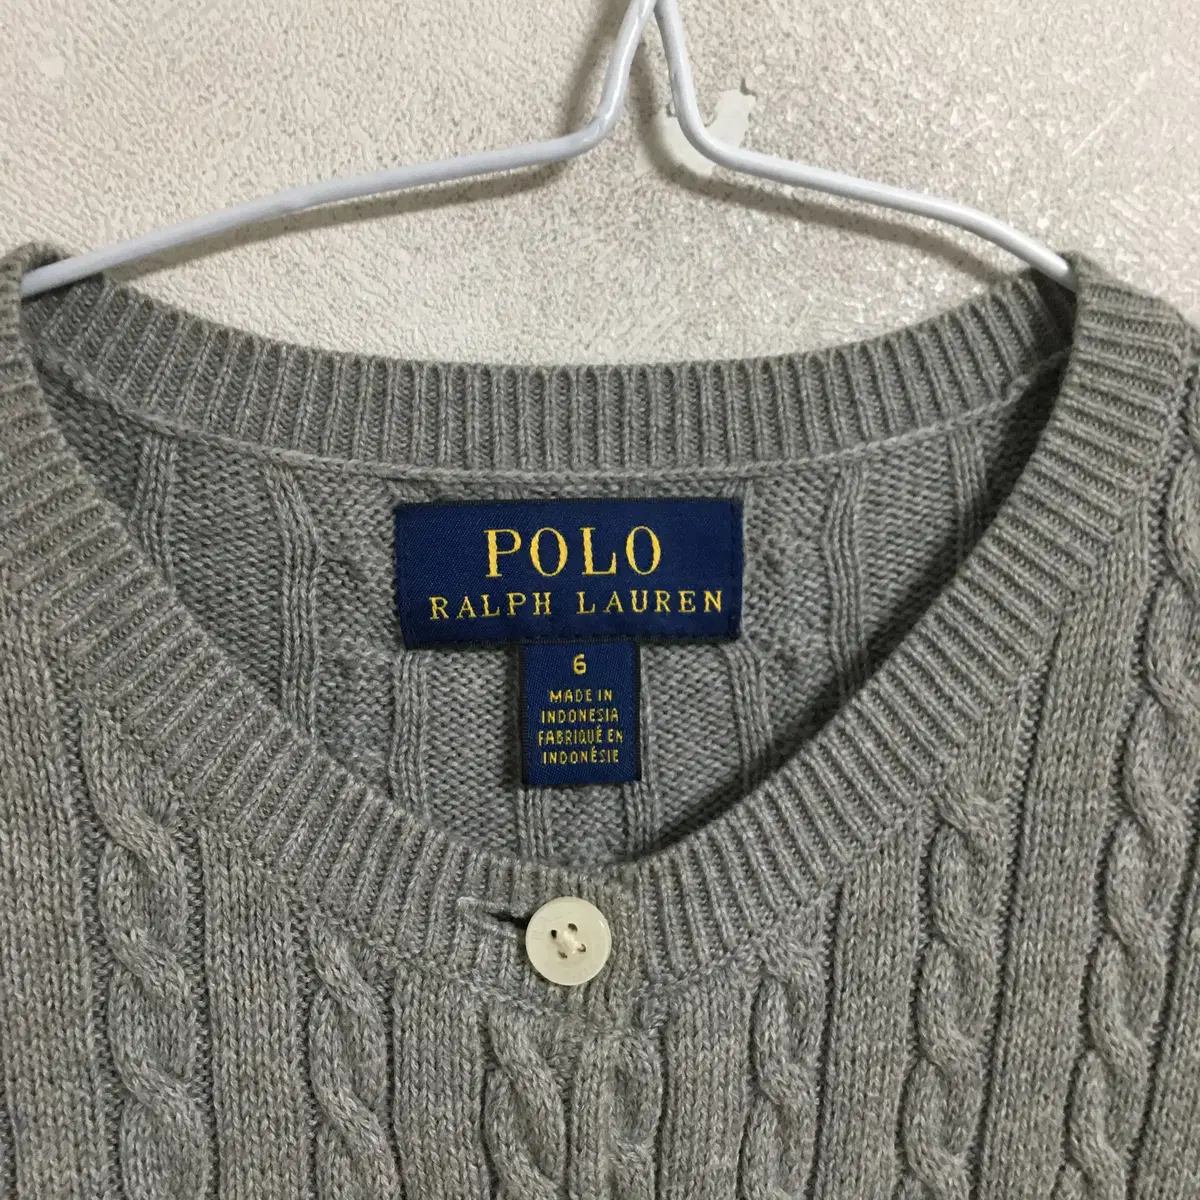 POLO
RALPH LAUREN
6
MADE IN
INDONESIA
FABRIQUÉ EN
INDONÉSIE